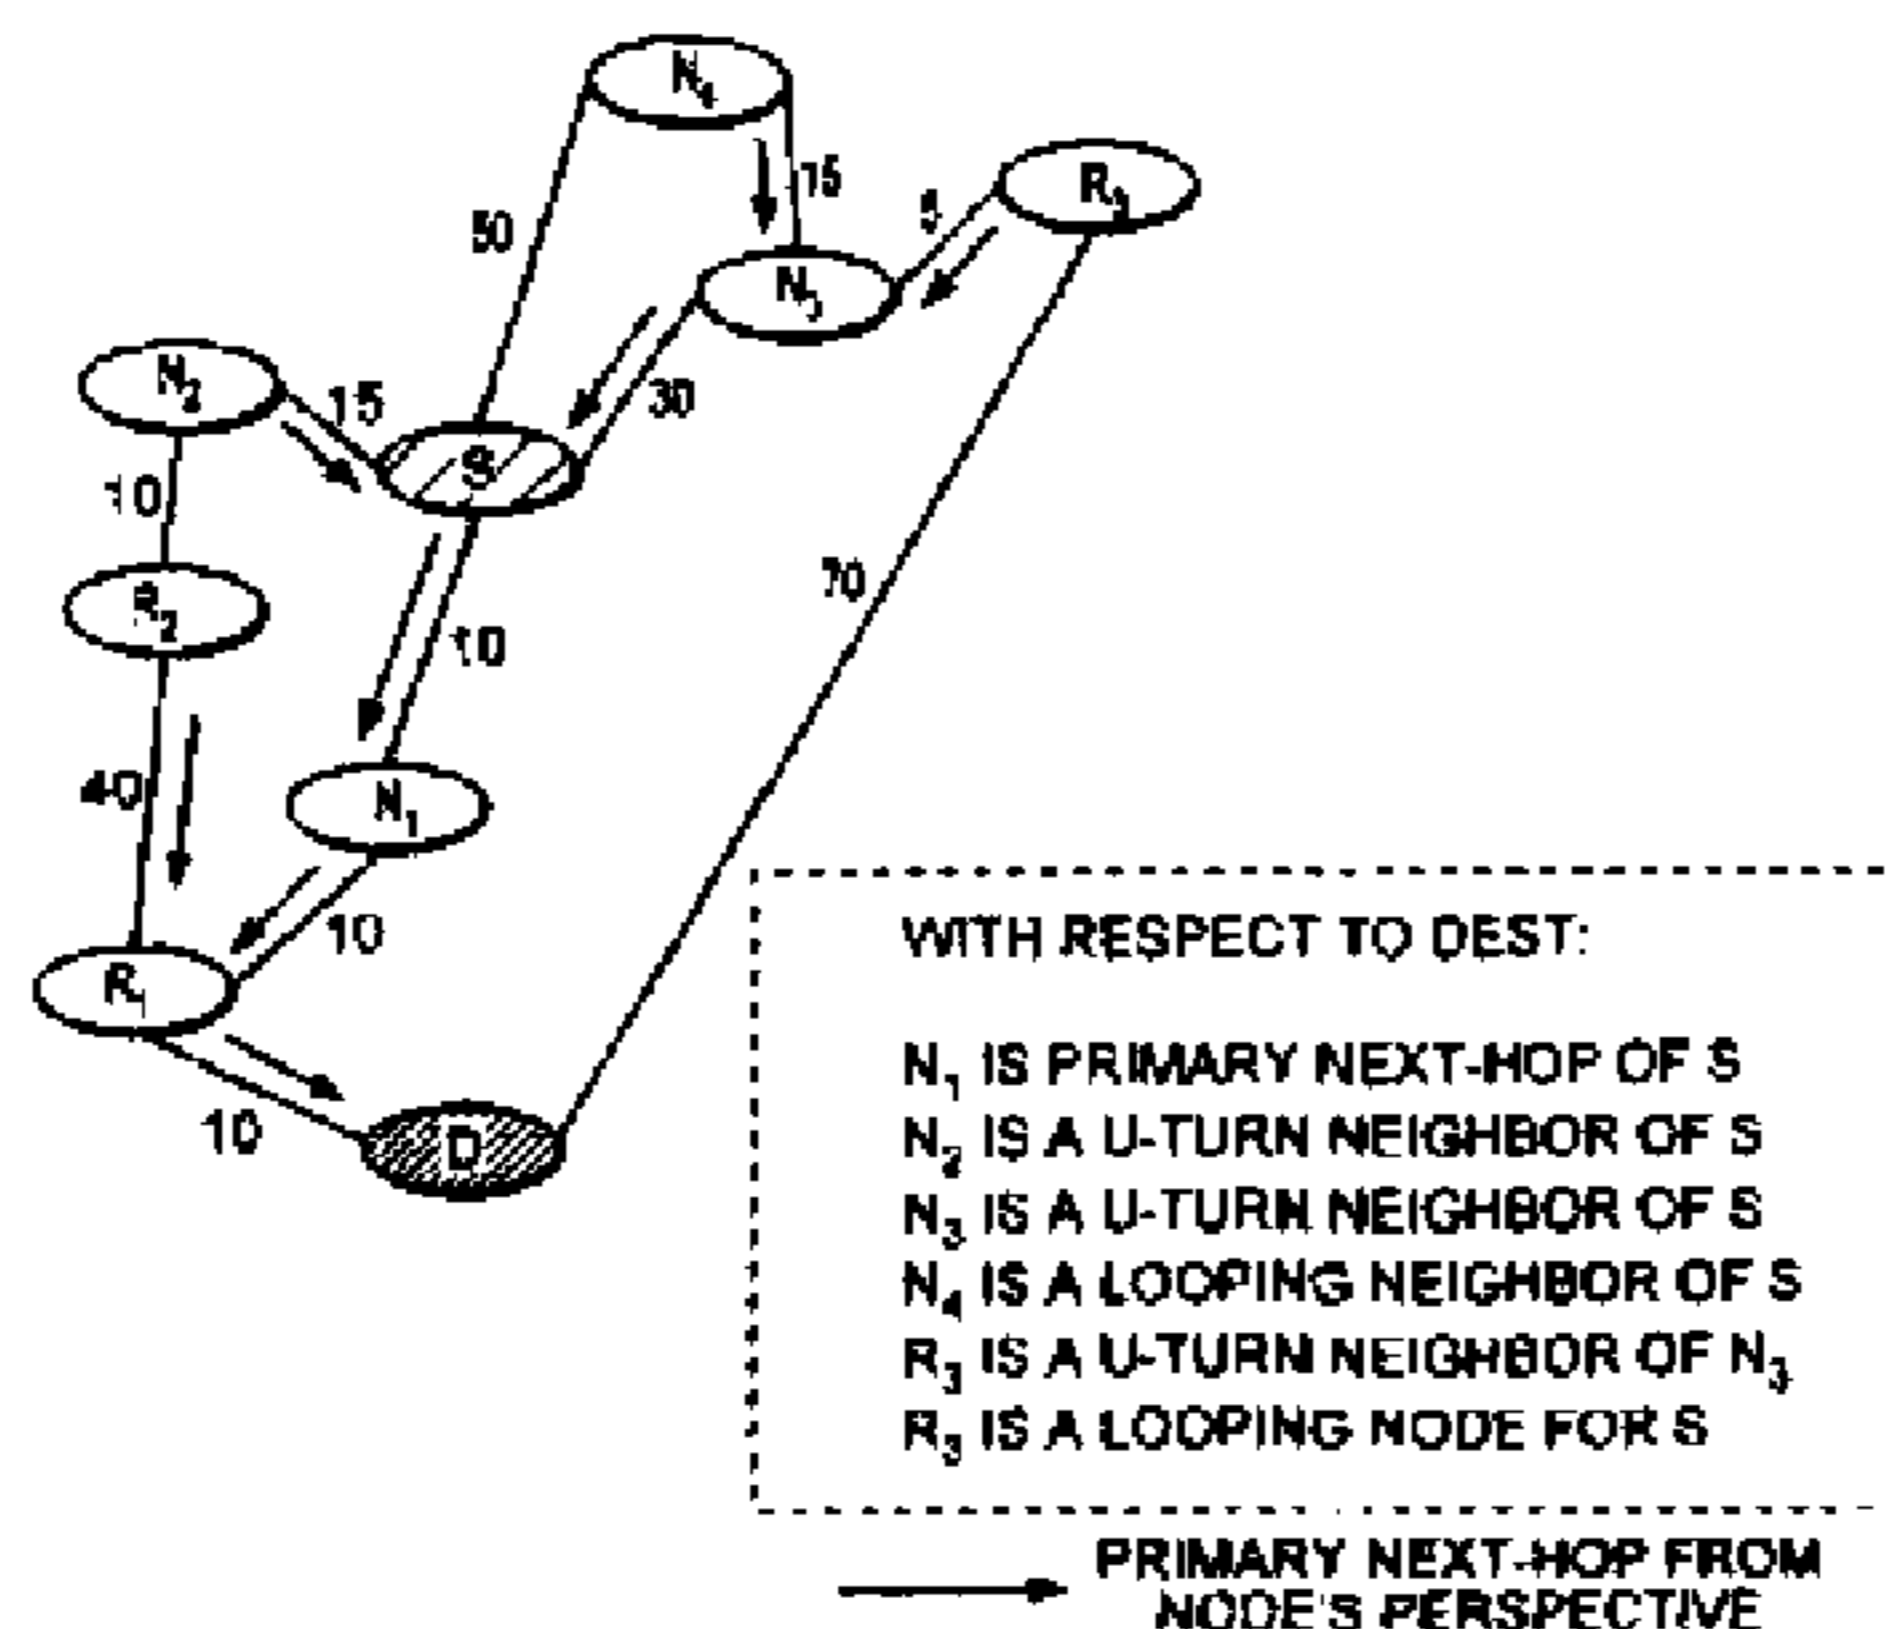 N4
R3
50
15
5
N3
N2
15
30
S
10
R2
70
10
40
N1
10
R1
10
D
WITH RESPECT TO DEST:
N1 IS PRIMARY NEXT-HOP OF S
N2 IS A U-TURN NEIGHBOR OF S
N3 IS A U-TURN NEIGHBOR OF S
N4 IS A LOOPING NEIGHBOR OF S
R3 IS A U-TURN NEIGHBOR OF N3
R3 IS A LOOPING NODE FOR S
PRIMARY NEXT-HOP FROM
NODE'S PERSPECTIVE